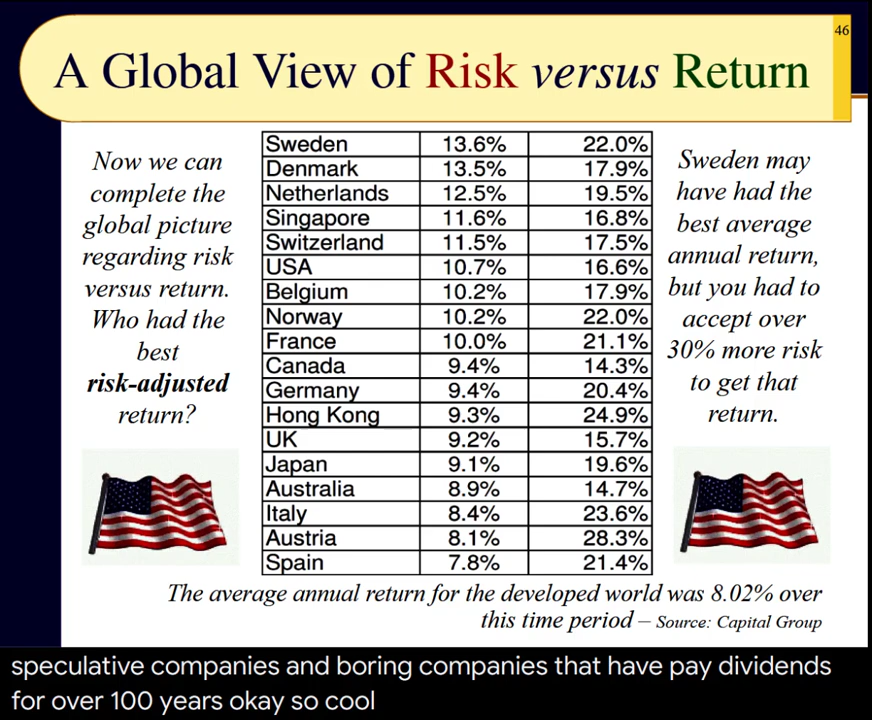 46
A Global View of Risk versus Return
Now we can
complete the
global picture
regarding risk
versus return.
Who had the
best
risk-adjusted
return?
Sweden 13.6% 22.0%
Denmark 13.5% 17.9%
Netherlands 12.5% 19.5%
Singapore 11.6% 16.8%
Switzerland 11.5% 17.5%
USA 10.7% 16.6%
Belgium 10.2% 17.9%
Norway 10.2% 22.0%
France 10.0% 21.1%
Canada 9.4% 14.3%
Germany 9.4% 20.4%
Hong Kong 9.3% 24.9%
UK 9.2% 15.7%
Japan 9.1% 19.6%
Australia 8.9% 14.7%
Italy 8.4% 23.6%
Austria 8.1% 28.3%
Spain 7.8% 21.4%
Sweden may
have had the
best average
annual return,
but you had to
accept over
30% more risk
to get that
return.
The average annual return for the developed world was 8.02% over
this time period – Source: Capital Group
speculative companies and boring companies that have pay dividends
for over 100 years okay so cool